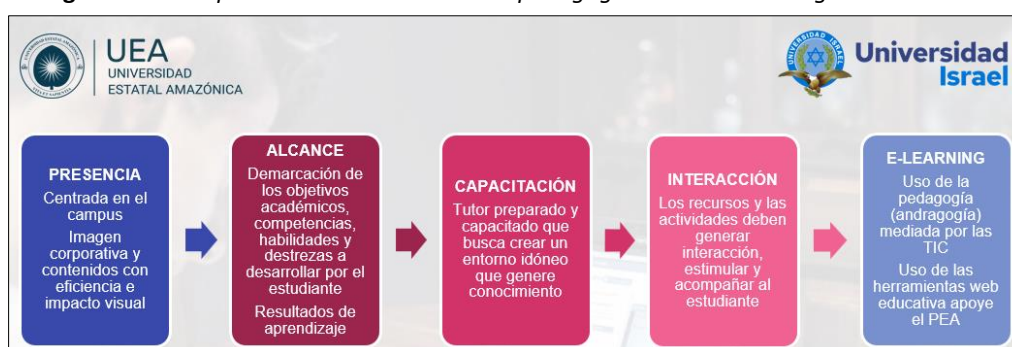 UEA
UNIVERSIDAD
ESTATAL AMAZÓNICA
UNIVERSIDAD ISRAEL
Universidad
Israel
PRESENCIA
Centrada en el
campus
Imagen
corporativa y
contenidos con
eficiencia e
impacto visual
ALCANCE
Demarcación de
los objetivos
académicos,
competencias,
habilidades y
destrezas a
desarrollar por el
estudiante
Resultados de
aprendizaje
CAPACITACIÓN
Tutor preparado y
capacitado que
busca crear un
entorno idóneo
que genere
conocimiento
INTERACCIÓN
Los recursos y las
actividades deben
generar
interacción,
estimular y
acompañar al
estudiante
E-LEARNING
Uso de la
pedagogía
(andragogía)
mediada por las
TIC
Uso de las
herramientas web
educativa apoye
el PEA